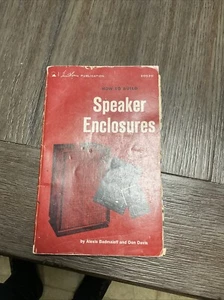 PUBLICATION
HOW TO BUILD
Speaker
Enclosures
by Alexis Badmaieff and Don Davis